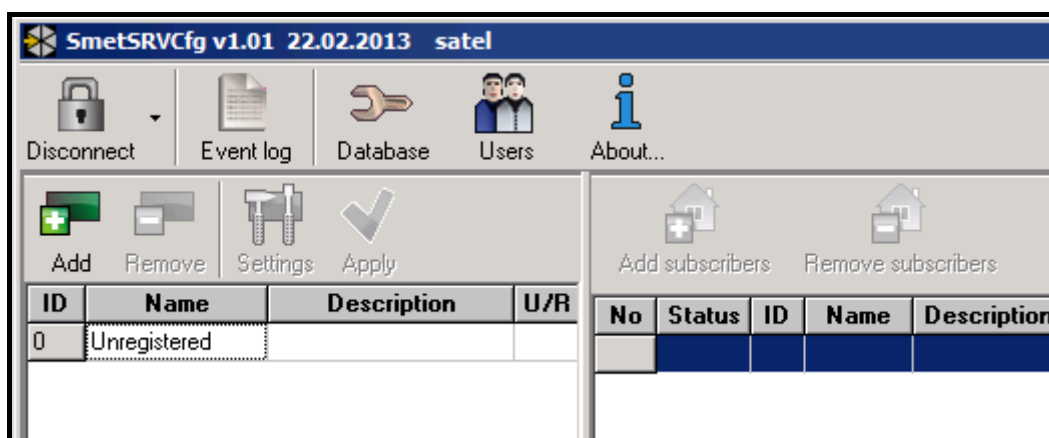 SmetSRVCfg v1.01 22.02.2013 satel
Disconnect Event log Database Users About...
Add Remove Settings Apply
Add subscribers Remove subscribers
ID Name Description U/R
0 Unregistered
No Status ID Name Description